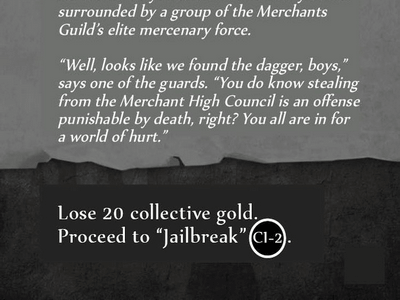 surrounded by a group of the Merchants
Guild's elite mercenary force.
“Well, looks like we found the dagger, boys,”
says one of the guards. “You do know stealing
from the Merchant High Council is an offense
punishable by death, right? You all are in for
a world of hurt.”
Lose 20 collective gold.
Proceed to “Jailbreak” C1-2.